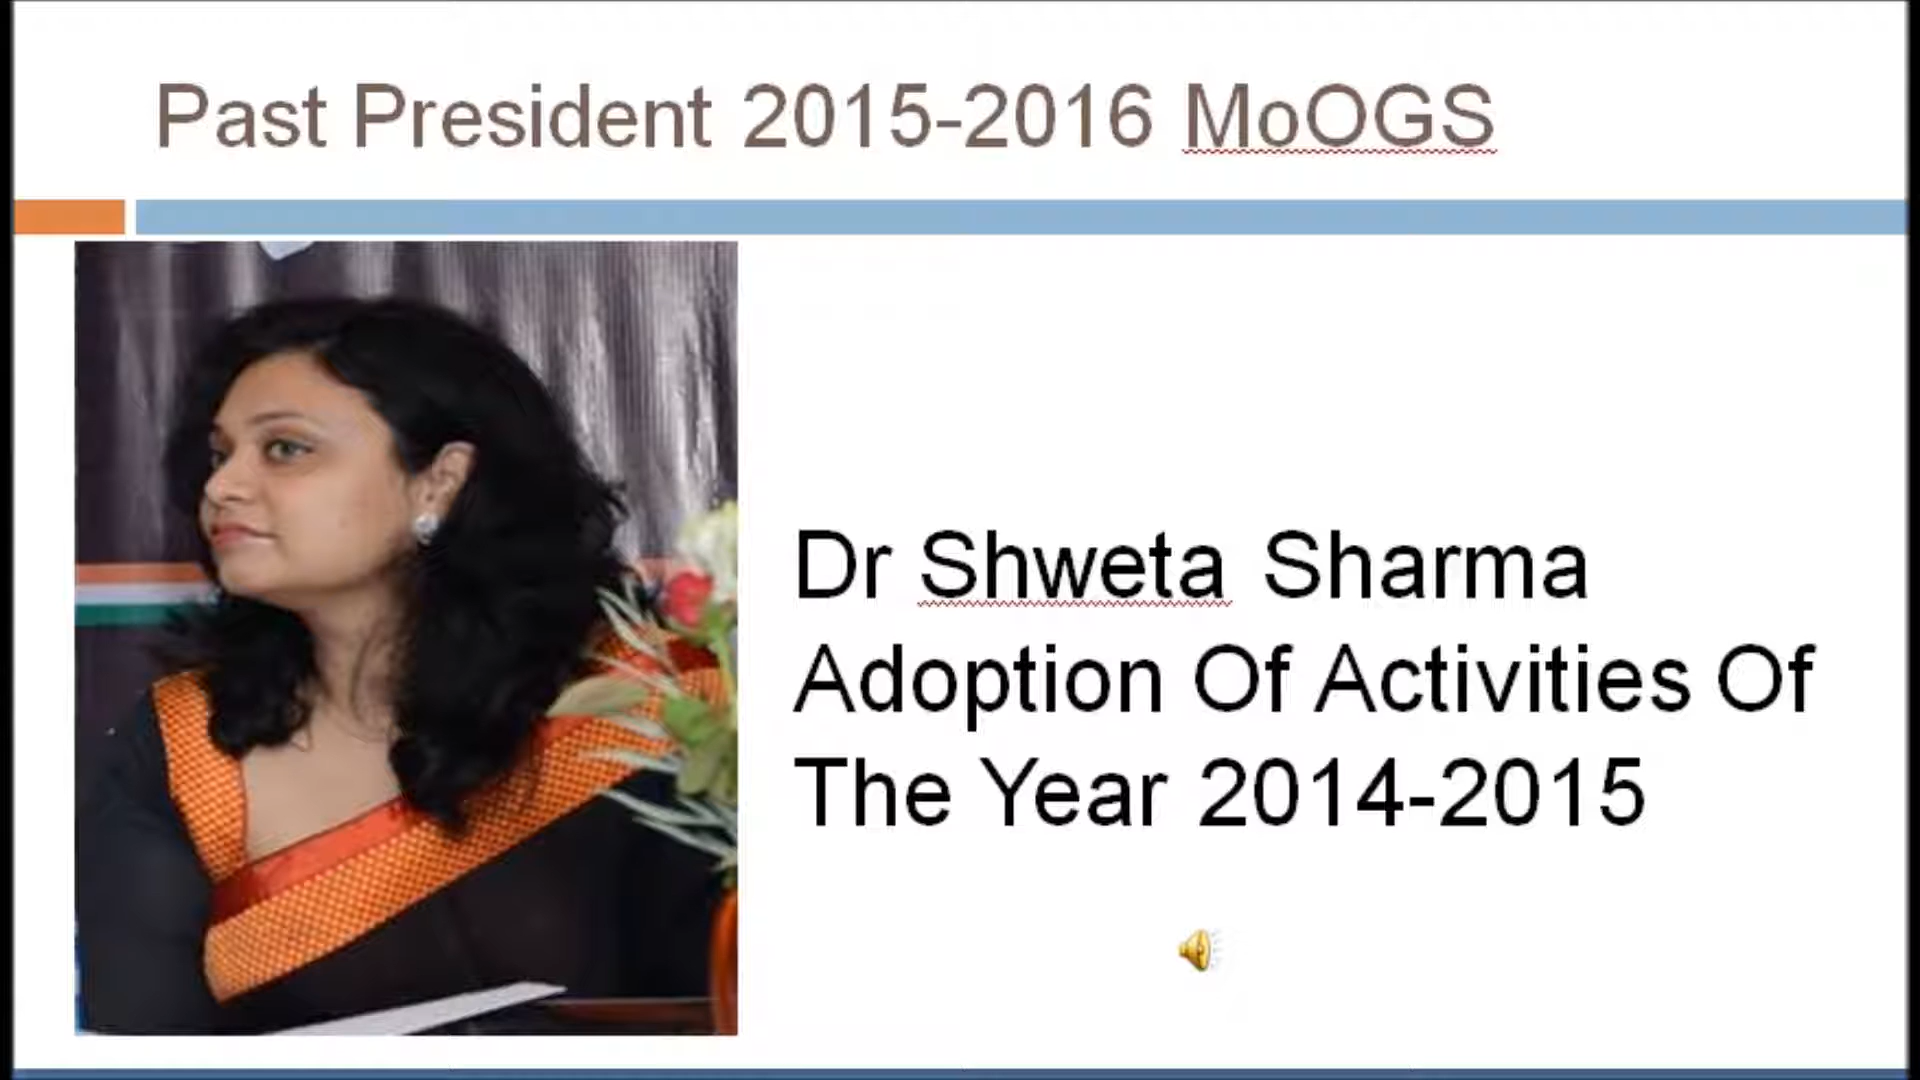 Past President 2015-2016 MoOGS
Dr Shweta Sharma
Adoption Of Activities Of
The Year 2014-2015